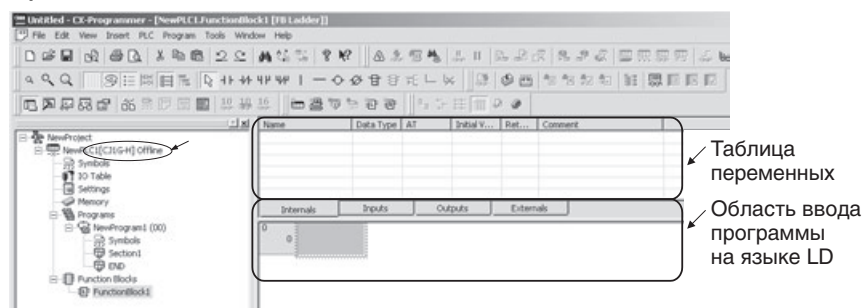 Untitled - CX-Programmer - [NewPLC1.FunctionBlock1 [FB Ladder]]
File Edit View Insert PLC Program Tools Window Help
Name Data Type AT Initial V... Ret... Comment
NewProject
NewPLC1[CJ1G-H] Offline
Symbols
IO Table
Settings
Memory
Programs
NewProgram1 (00)
Symbols
Section1
END
Function Blocks
FunctionBlock1
Internals Inputs Outputs Externals
0
0
Таблица
переменных
Область ввода
программы
на языке LD